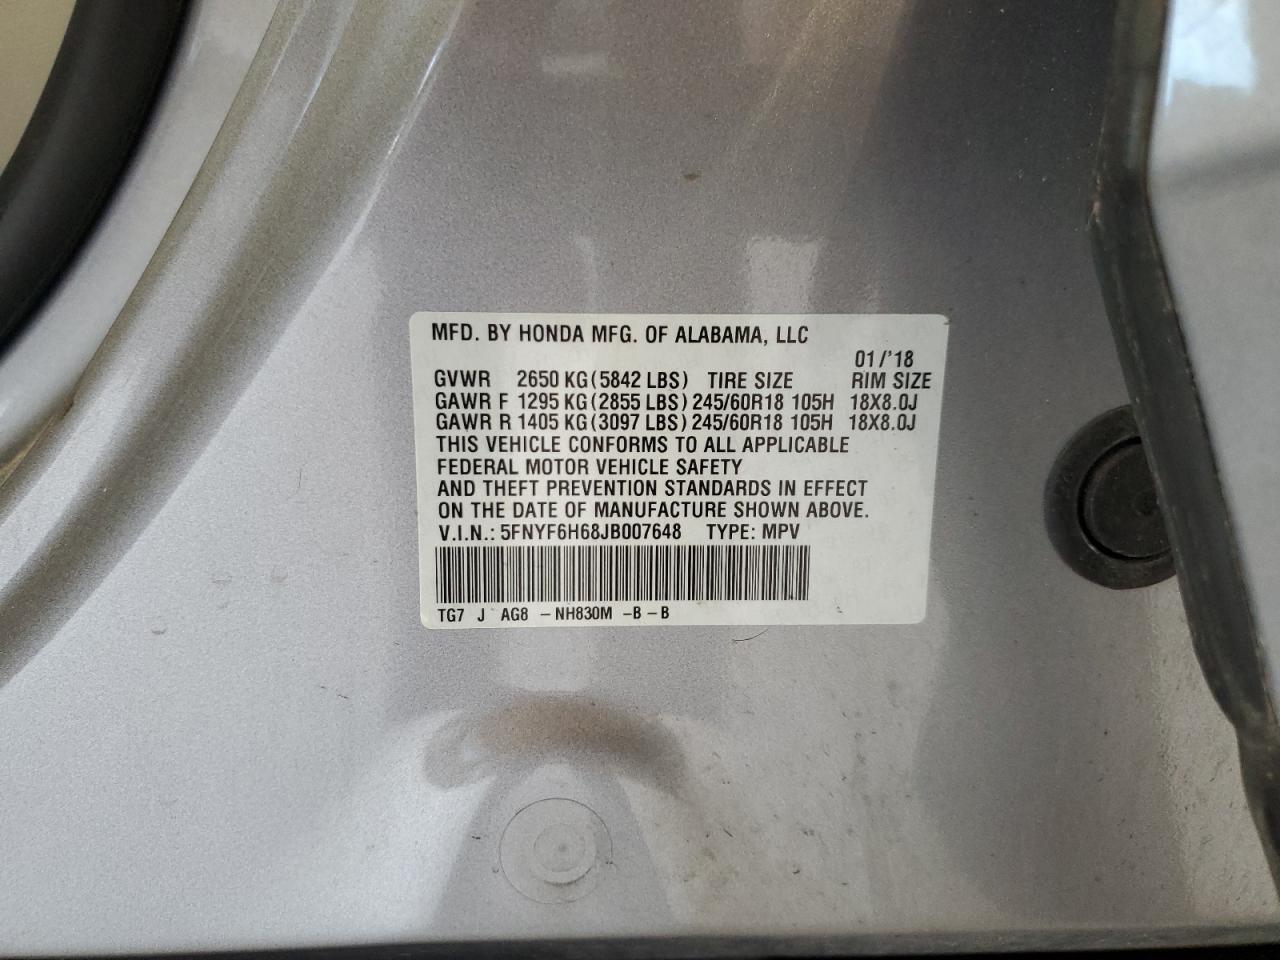 MFD. BY HONDA MFG. OF ALABAMA, LLC
01/'18
GVWR 2650 KG(5842 LBS) TIRE SIZE RIM SIZE
GAWR F 1295 KG(2855 LBS) 245/60R18 105H 18X8.0J
GAWR R 1405 KG(3097 LBS) 245/60R18 105H 18X8.0J
THIS VEHICLE CONFORMS TO ALL APPLICABLE
FEDERAL MOTOR VEHICLE SAFETY
AND THEFT PREVENTION STANDARDS IN EFFECT
ON THE DATE OF MANUFACTURE SHOWN ABOVE.
V.I.N.: 5FNYF6H68JB007648 TYPE: MPV
TG7 J AG8 -NH830M -B-B